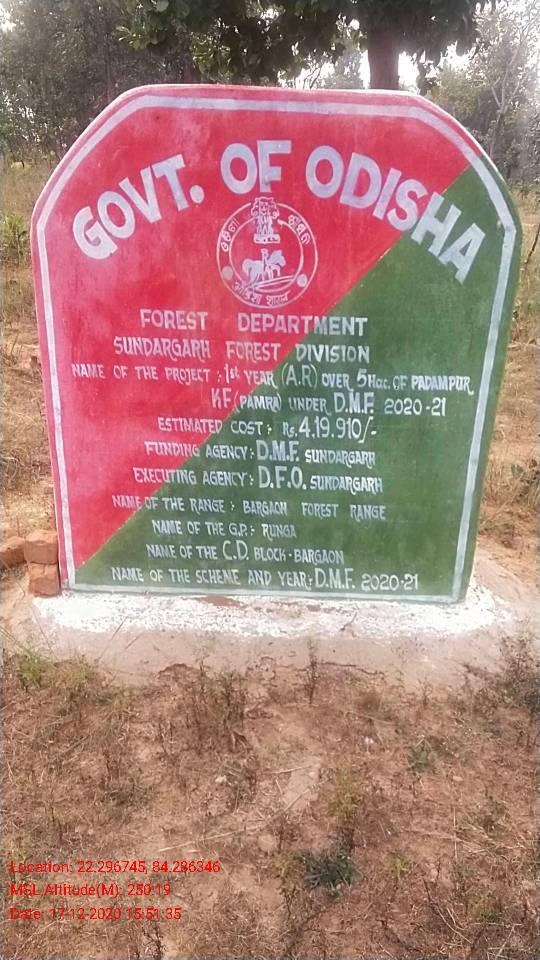 GOVT. OF ODISHA
FOREST DEPARTMENT
SUNDARGARH FOREST DIVISION
NAME OF THE PROJECT : 1st YEAR (A.R) OVER 5Hac. OF PADAMPUR
KF (PAMRA) UNDER D.M.F. 2020-21
ESTIMATED COST : Rs. 4.19.910/-
FUNDING AGENCY : D.M.F. SUNDARGARH
EXECUTING AGENCY : D.F.O. SUNDARGARH
NAME OF THE RANGE : BARGAON FOREST RANGE
NAME OF THE G.P. : RUNGA
NAME OF THE C.D. BLOCK - BARGAON
NAME OF THE SCHEME AND YEAR : D.M.F. 2020-21
Location: 22.296745, 84.286346
MSL Altitude(M): 250.19
Date: 17-12-2020 15:51:35